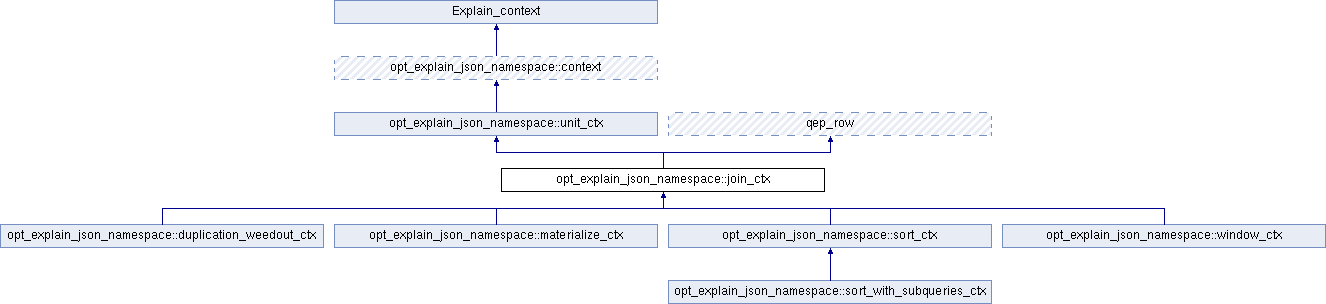 Explain_context
opt_explain_json_namespace::context
opt_explain_json_namespace::unit_ctx
qep_row
opt_explain_json_namespace::join_ctx
opt_explain_json_namespace::duplication_weedout_ctx
opt_explain_json_namespace::materialize_ctx
opt_explain_json_namespace::sort_ctx
opt_explain_json_namespace::window_ctx
opt_explain_json_namespace::sort_with_subqueries_ctx